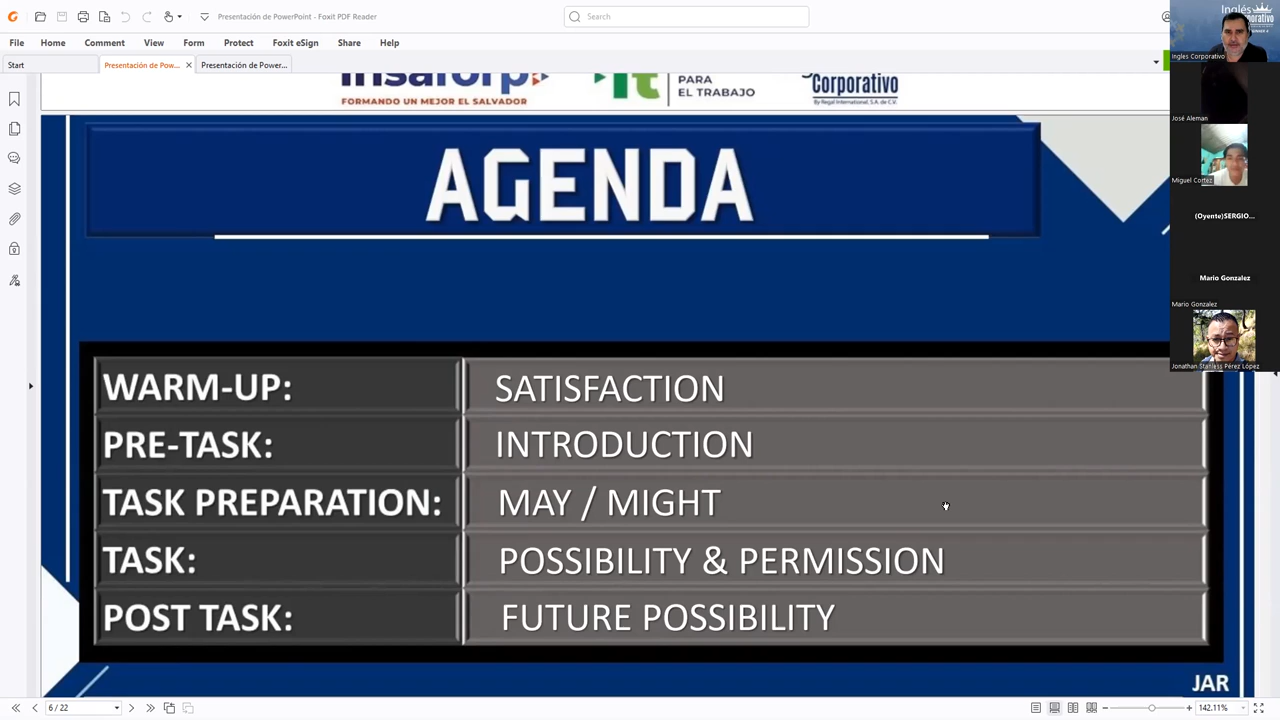 Presentación de PowerPoint - Foxit PDF Reader
Search
File Home Comment View Form Protect Foxit eSign Share Help
Start
Presentación de Pow...
Presentación de Power...
FORMANDO UN MEJOR EL SALVADOR
PARA
EL TRABAJO
Corporativo
By Regal International, S.A. de C.V.
AGENDA
WARM-UP: SATISFACTION
PRE-TASK: INTRODUCTION
TASK PREPARATION: MAY / MIGHT
TASK: POSSIBILITY & PERMISSION
POST TASK: FUTURE POSSIBILITY
JAR
Ingles Corporativo
José Aleman
Miguel Cortez
(Oyente)SERGIO...
Mario Gonzalez
Mario Gonzalez
Jonathan Stanless Pérez López
6 / 22
142.11%